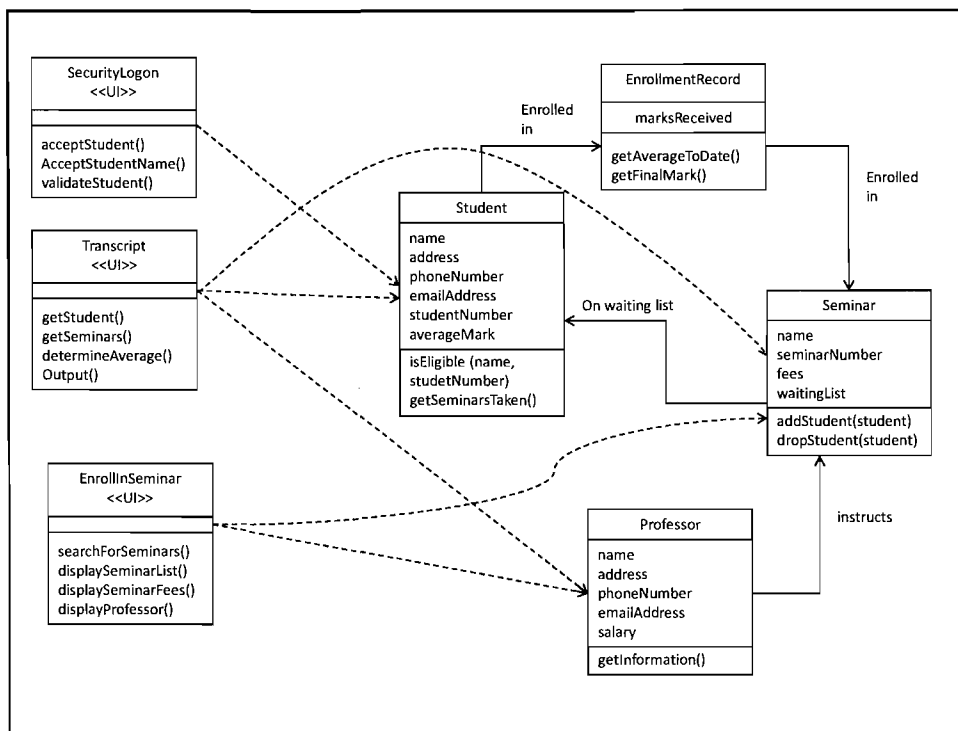 SecurityLogon
<<UI>>
acceptStudent()
AcceptStudentName()
validateStudent()
Transcript
<<UI>>
getStudent()
getSeminars()
determineAverage()
Output()
EnrollInSeminar
<<UI>>
searchForSeminars()
displaySeminarList()
displaySeminarFees()
displayProfessor()
Enrolled
in
Student
name
address
phoneNumber
emailAddress
studentNumber
averageMark
isEligible (name,
studetNumber)
getSeminarsTaken()
EnrollmentRecord
marksReceived
getAverageToDate()
getFinalMark()
Enrolled
in
On waiting list
Seminar
name
seminarNumber
fees
waitingList
addStudent(student)
dropStudent(student)
instructs
Professor
name
address
phoneNumber
emailAddress
salary
getInformation()